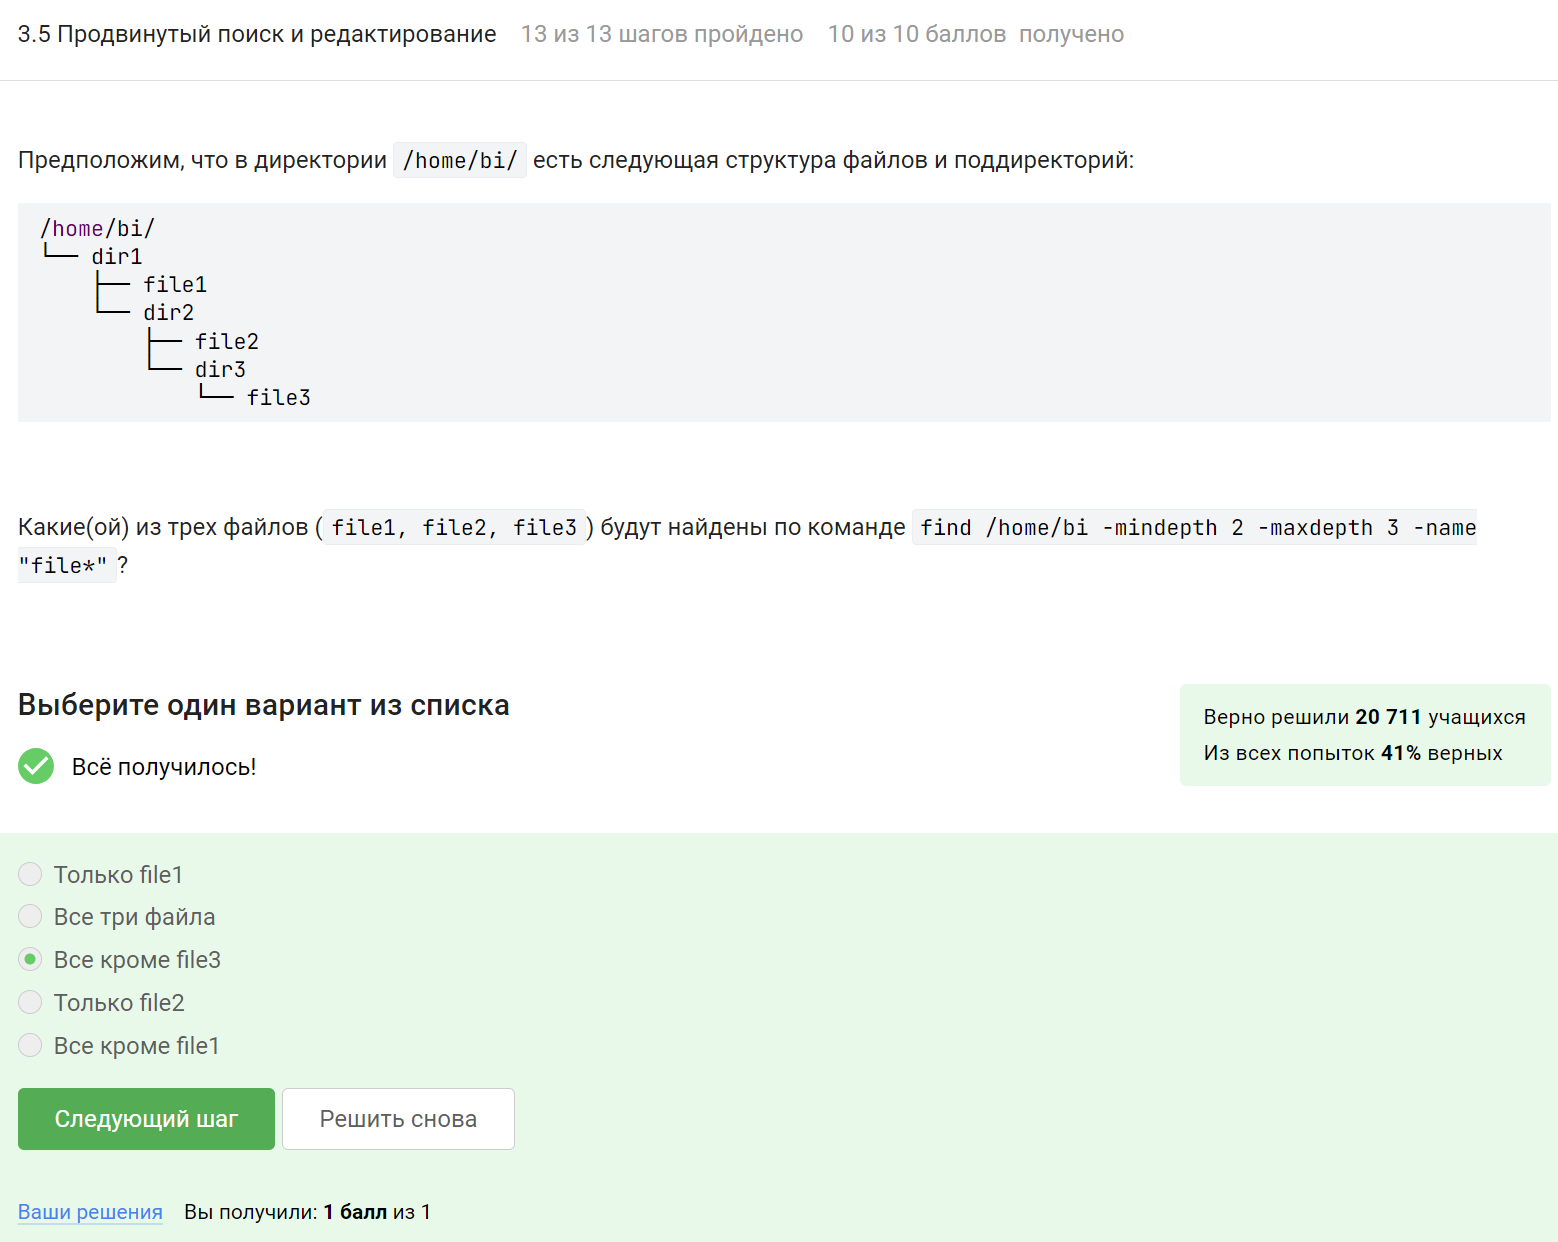 3.5 Продвинутый поиск и редактирование 13 из 13 шагов пройдено 10 из 10 баллов получено
Предположим, что в директории /home/bi/ есть следующая структура файлов и поддиректорий:
/home/bi/
└── dir1
    ├── file1
    └── dir2
        ├── file2
        └── dir3
            └── file3
Какие(ой) из трех файлов ( file1, file2, file3 ) будут найдены по команде find /home/bi -mindepth 2 -maxdepth 3 -name
"file*" ?
Выберите один вариант из списка
Всё получилось!
Верно решили 20 711 учащихся
Из всех попыток 41% верных
Только file1
Все три файла
Все кроме file3
Только file2
Все кроме file1
Следующий шаг Решить снова
Ваши решения Вы получили: 1 балл из 1